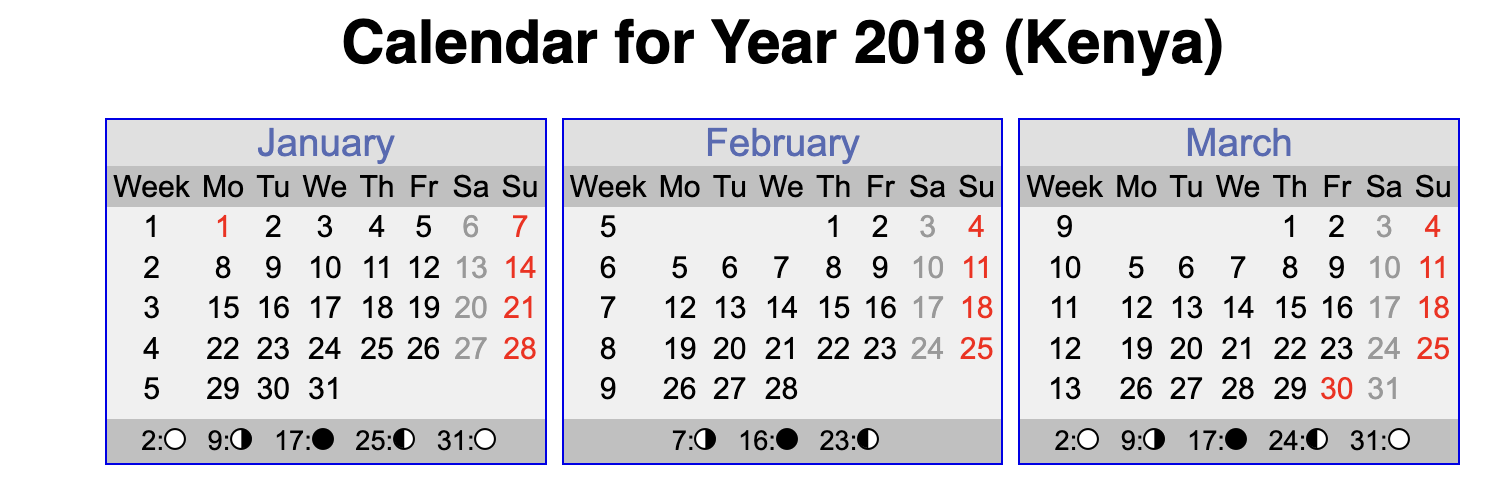 Calendar for Year 2018 (Kenya)
January
Week Mo Tu We Th Fr Sa Su
1 1 2 3 4 5 6 7
2 8 9 10 11 12 13 14
3 15 16 17 18 19 20 21
4 22 23 24 25 26 27 28
5 29 30 31
2:○ 9:◑ 17:● 25:◐ 31:○
February
Week Mo Tu We Th Fr Sa Su
5 1 2 3 4
6 5 6 7 8 9 10 11
7 12 13 14 15 16 17 18
8 19 20 21 22 23 24 25
9 26 27 28
7:◑ 16:● 23:◐
March
Week Mo Tu We Th Fr Sa Su
9 1 2 3 4
10 5 6 7 8 9 10 11
11 12 13 14 15 16 17 18
12 19 20 21 22 23 24 25
13 26 27 28 29 30 31
2:○ 9:◑ 17:● 24:◐ 31:○